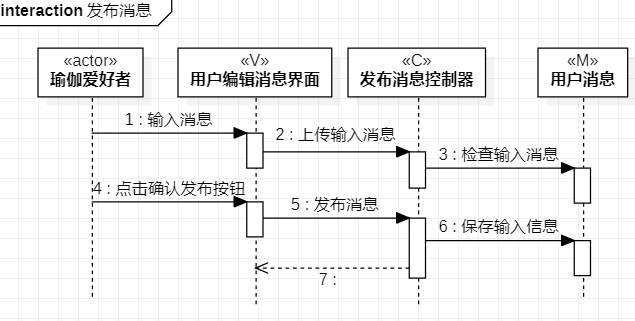 interaction 发布消息
«actor»
瑜伽爱好者
«V»
用户编辑消息界面
«C»
发布消息控制器
«M»
用户消息
1 : 输入消息
2 : 上传输入消息
3 : 检查输入消息
4 : 点击确认发布按钮
5 : 发布消息
6 : 保存输入信息
7 :